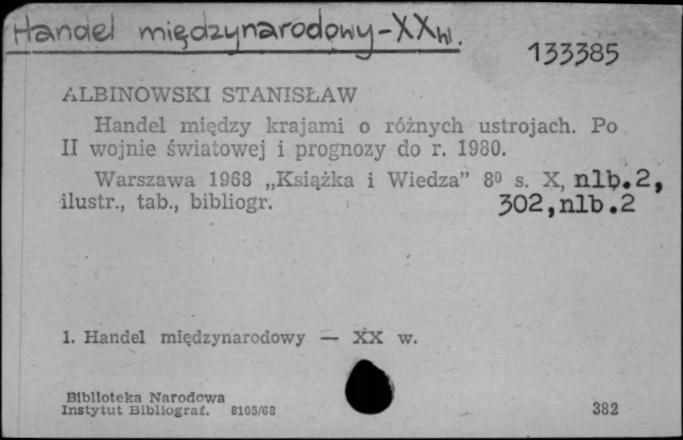 Handel międzynarodowy-XXw.
133385
ALBINOWSKI STANISŁAW
Handel między krajami o różnych ustrojach. Po
II wojnie światowej i prognozy do r. 1980.
Warszawa 1968 „Książka i Wiedza” 8⁰ s. X, nlb.2,
ilustr., tab., bibliogr. 302,nlb.2
1. Handel międzynarodowy — XX w.
Biblioteka Narodowa
Instytut Bibliograf. 8105/68 382